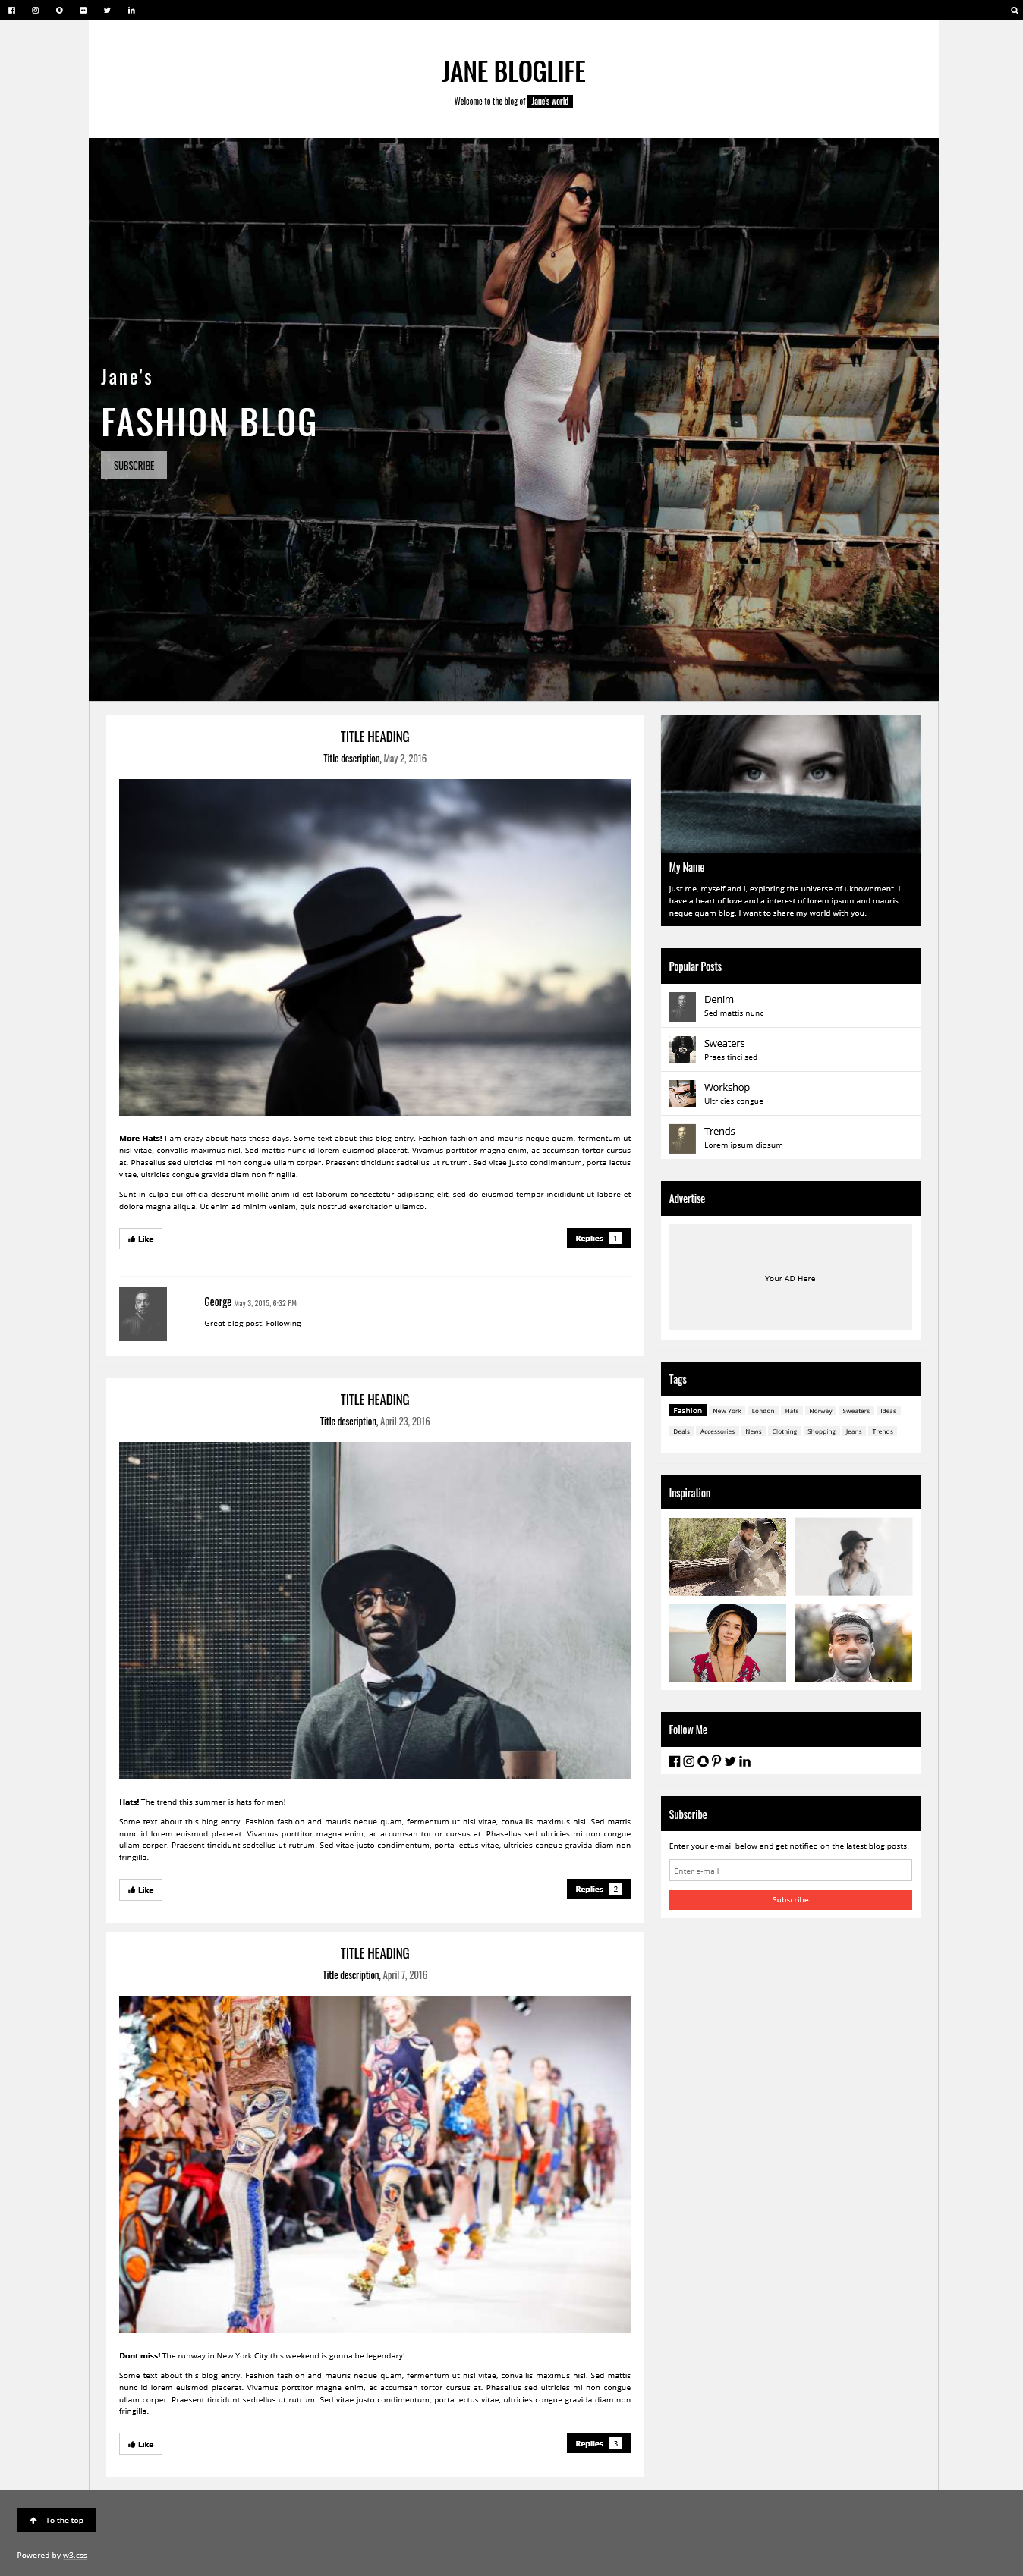 JANE BLOGLIFE
Welcome to the blog of Jane's world
Jane's
FASHION BLOG
SUBSCRIBE
TITLE HEADING
Title description, May 2, 2016
More Hats! I am crazy about hats these days. Some text about this blog entry. Fashion fashion and mauris neque quam, fermentum ut
nisl vitae, convallis maximus nisl. Sed mattis nunc id lorem euismod placerat. Vivamus porttitor magna enim, ac accumsan tortor cursus
at. Phasellus sed ultricies mi non congue ullam corper. Praesent tincidunt sedtellus ut rutrum. Sed vitae justo condimentum, porta lectus
vitae, ultricies congue gravida diam non fringilla.
Sunt in culpa qui officia deserunt mollit anim id est laborum consectetur adipiscing elit, sed do eiusmod tempor incididunt ut labore et
dolore magna aliqua. Ut enim ad minim veniam, quis nostrud exercitation ullamco.
Like
Replies 1
George May 3, 2015, 6:32 PM
Great blog post! Following
TITLE HEADING
Title description, April 23, 2016
Hats! The trend this summer is hats for men!
Some text about this blog entry. Fashion fashion and mauris neque quam, fermentum ut nisl vitae, convallis maximus nisl. Sed mattis
nunc id lorem euismod placerat. Vivamus porttitor magna enim, ac accumsan tortor cursus at. Phasellus sed ultricies mi non congue
ullam corper. Praesent tincidunt sedtellus ut rutrum. Sed vitae justo condimentum, porta lectus vitae, ultricies congue gravida diam non
fringilla.
Like
Replies 2
TITLE HEADING
Title description, April 7, 2016
Dont miss! The runway in New York City this weekend is gonna be legendary!
Some text about this blog entry. Fashion fashion and mauris neque quam, fermentum ut nisl vitae, convallis maximus nisl. Sed mattis
nunc id lorem euismod placerat. Vivamus porttitor magna enim, ac accumsan tortor cursus at. Phasellus sed ultricies mi non congue
ullam corper. Praesent tincidunt sedtellus ut rutrum. Sed vitae justo condimentum, porta lectus vitae, ultricies congue gravida diam non
fringilla.
Like
Replies 3
My Name
Just me, myself and I, exploring the universe of uknownment. I
have a heart of love and a interest of lorem ipsum and mauris
neque quam blog. I want to share my world with you.
Popular Posts
Denim
Sed mattis nunc
Sweaters
Praes tinci sed
Workshop
Ultricies congue
Trends
Lorem ipsum dipsum
Advertise
Your AD Here
Tags
Fashion New York London Hats Norway Sweaters Ideas
Deals Accessories News Clothing Shopping Jeans Trends
Inspiration
Follow Me
Subscribe
Enter your e-mail below and get notified on the latest blog posts.
Enter e-mail
Subscribe
To the top
Powered by w3.css